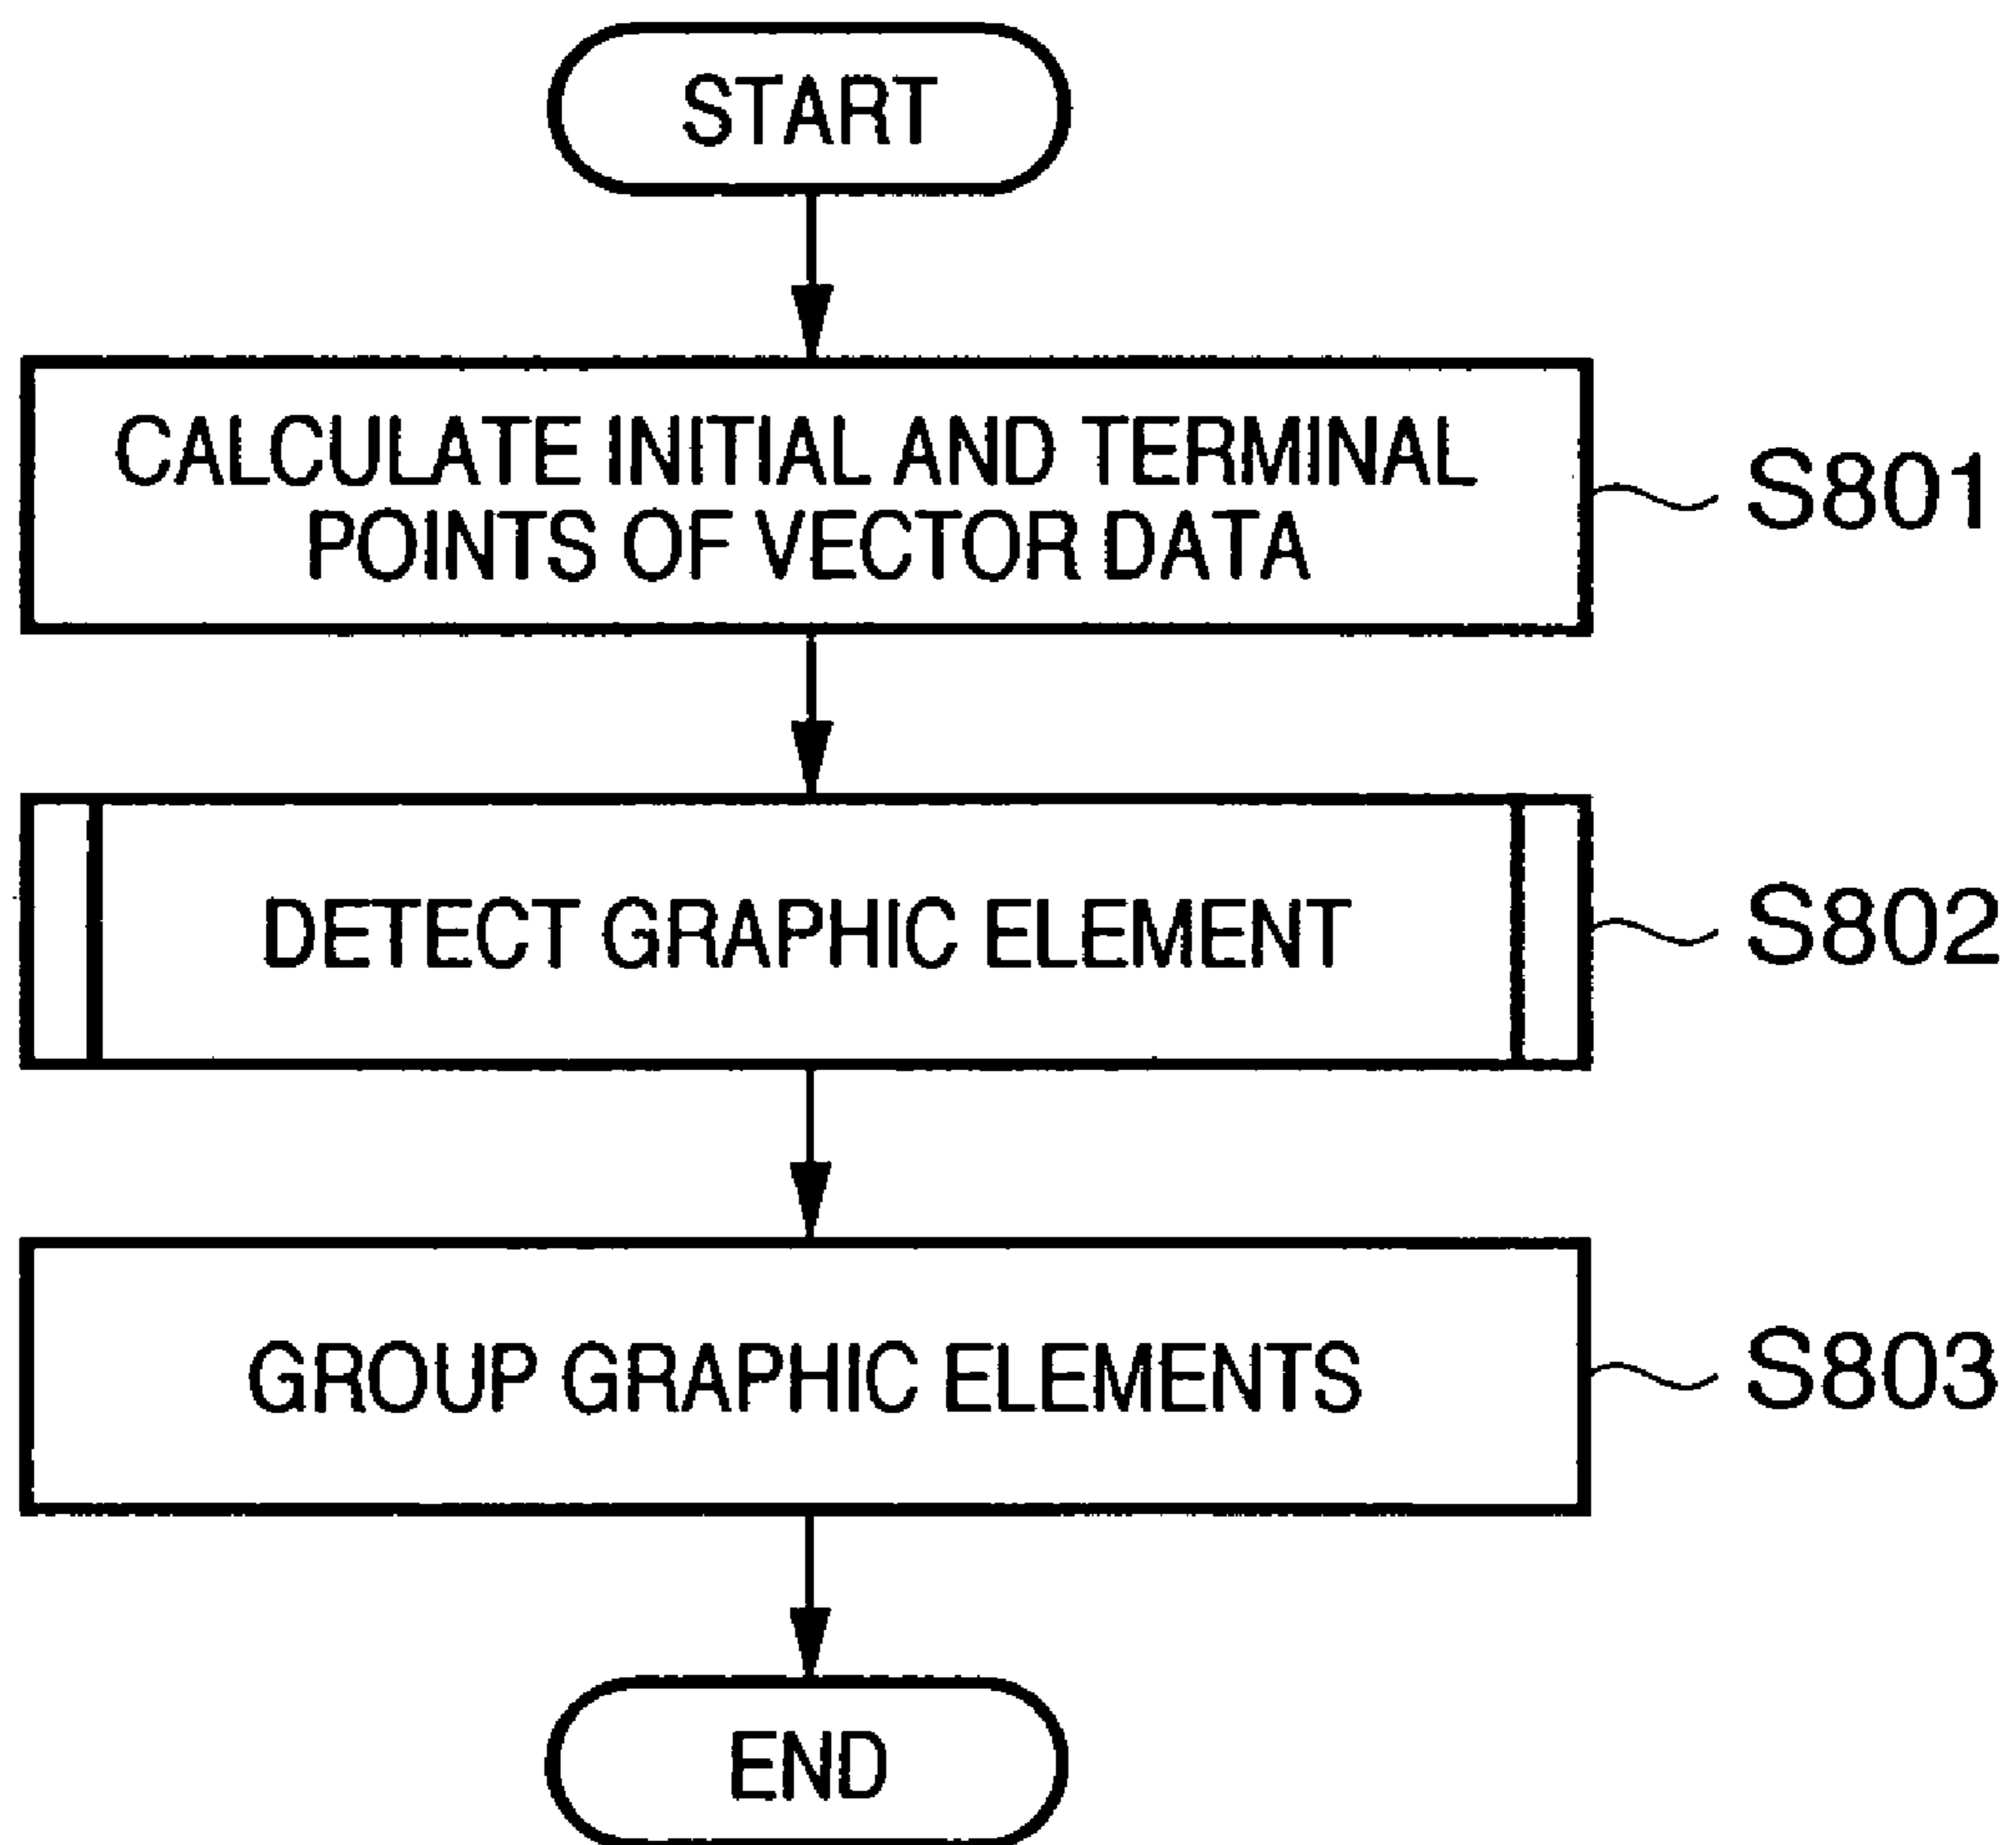 START
CALCULATE INITIAL AND TERMINAL
POINTS OF VECTOR DATA
S801
DETECT GRAPHIC ELEMENT
S802
GROUP GRAPHIC ELEMENTS
S803
END